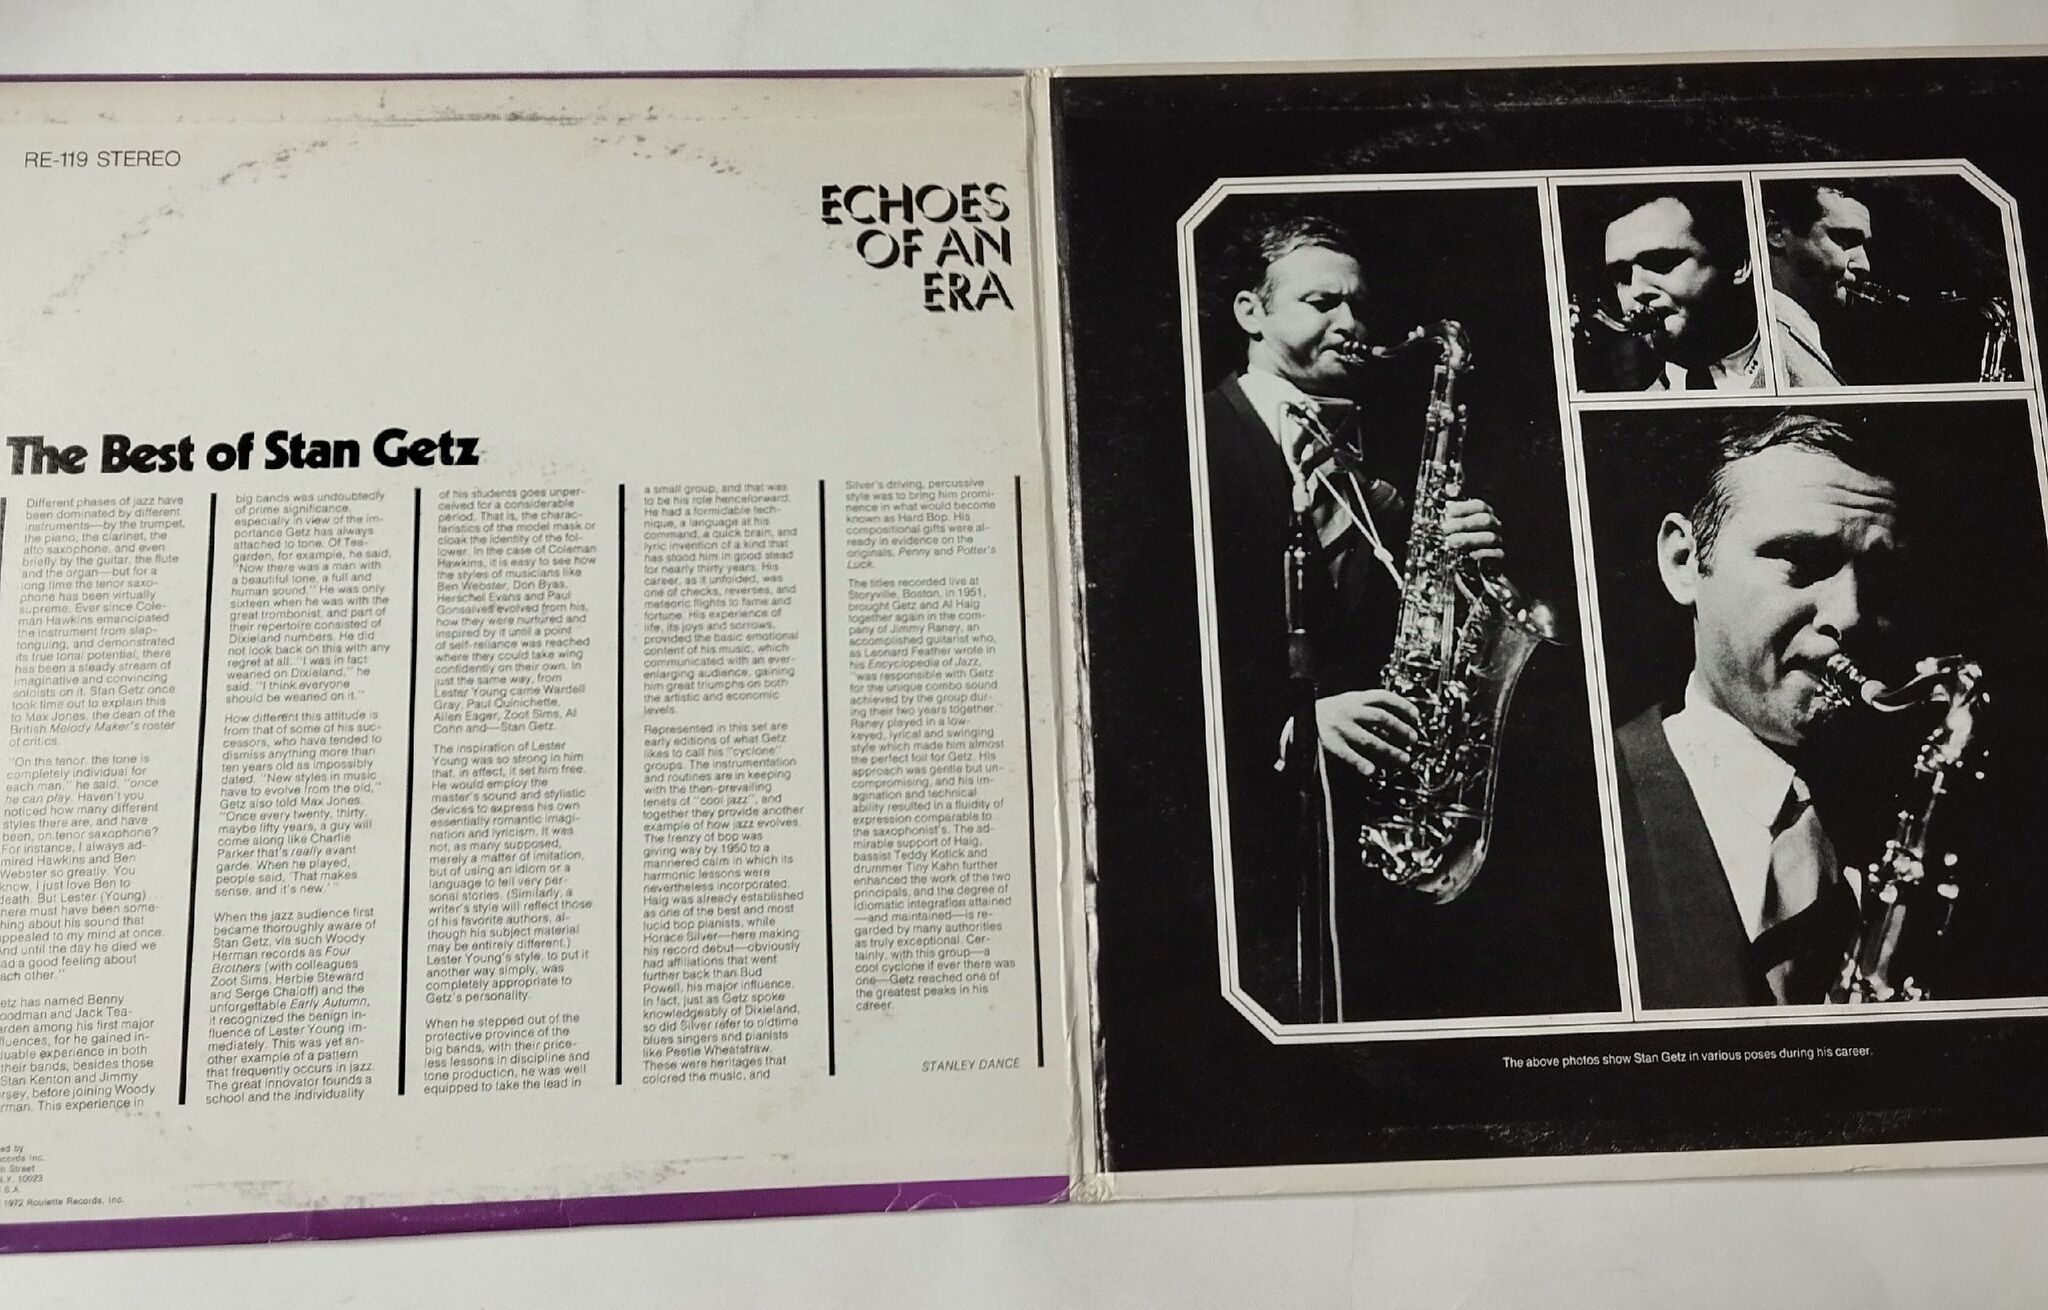 RE-119 STEREO
ECHOES
OF AN
ERA
The Best of Stan Getz
Different phases of jazz have
been dominated by different
instruments—by the trumpet,
the piano, the clarinet, the
alto saxophone, and even
briefly by the guitar, the flute
and the organ—but for a
long time the tenor saxo-
phone has been virtually
supreme. Ever since Cole-
man Hawkins emancipated
the instrument from slap-
tonguing, and demonstrated
its true tonal potential, there
has been a steady stream of
imaginative and convincing
soloists on it. Stan Getz once
took time out to explain this
to Max Jones, the dean of the
British Melody Maker's roster
of critics.
"On the tenor, the tone is
completely individual for
each man," he said, "once
he can play. Haven't you
noticed how many different
styles there are, and have
been, on tenor saxophone?
For instance, I always ad-
mired Hawkins and Ben
Webster so greatly. You
know, I just love Ben to
death. But Lester (Young) . . .
here must have been some-
hing about his sound that
ppealed to my mind at once.
And until the day he died we
ad a good feeling about
ach other."
etz has named Benny
oodman and Jack Tea-
arden among his first major
fluences, for he gained in-
luable experience in both
their bands, besides those
Stan Kenton and Jimmy
rsey, before joining Woody
rman. This experience in
big bands was undoubtedly
of prime significance,
especially in view of the im-
portance Getz has always
attached to tone. Of Tea-
garden, for example, he said,
"Now there was a man with
a beautiful tone, a full and
human sound." He was only
sixteen when he was with the
great trombonist, and part of
their repertoire consisted of
Dixieland numbers. He did
not look back on this with any
regret at all. "I was in fact
weaned on Dixieland," he
said. "I think everyone
should be weaned on it."
How different this attitude is
from that of some of his suc-
cessors, who have tended to
dismiss anything more than
ten years old as impossibly
dated. "New styles in music
have to evolve from the old,"
Getz also told Max Jones.
"Once every twenty, thirty,
maybe fifty years, a guy will
come along like Charlie
Parker that's really avant
garde. When he played,
people said, 'That makes
sense, and it's new.' "
When the jazz audience first
became thoroughly aware of
Stan Getz, via such Woody
Herman records as Four
Brothers (with colleagues
Zoot Sims, Herbie Steward
and Serge Chaloff) and the
unforgettable Early Autumn,
it recognized the benign in-
fluence of Lester Young im-
mediately. This was yet an-
other example of a pattern
that frequently occurs in jazz.
The great innovator founds a
school and the individuality
of his students goes unper-
ceived for a considerable
period. That is, the charac-
teristics of the model mask or
cloak the identity of the fol-
lower. In the case of Coleman
Hawkins, it is easy to see how
the styles of musicians like
Ben Webster, Don Byas,
Herschel Evans and Paul
Gonsalves evolved from his,
how they were nurtured and
inspired by it until a point
of self-reliance was reached
where they could take wing
confidently on their own. In
just the same way, from
Lester Young came Wardell
Gray, Paul Quinichette,
Allen Eager, Zoot Sims, Al
Cohn and—Stan Getz.
The inspiration of Lester
Young was so strong in him
that, in effect, it set him free.
He would employ the
master's sound and stylistic
devices to express his own
essentially romantic imagi-
nation and lyricism. It was
not, as many supposed,
merely a matter of imitation,
but of using an idiom or a
language to tell very per-
sonal stories. (Similarly, a
writer's style will reflect those
of his favorite authors, al-
though his subject material
may be entirely different.)
Lester Young's style, to put it
another way simply, was
completely appropriate to
Getz's personality.
When he stepped out of the
protective province of the
big bands, with their price-
less lessons in discipline and
tone production, he was well
equipped to take the lead in
a small group, and that was
to be his role henceforward.
He had a formidable tech-
nique, a language at his
command, a quick brain, and
lyric invention of a kind that
has stood him in good stead
for nearly thirty years. His
career, as it unfolded, was
one of checks, reverses, and
meteoric flights to fame and
fortune. His experience of
life, its joys and sorrows,
provided the basic emotional
content of his music, which
communicated with an ever-
enlarging audience, gaining
him great triumphs on both
the artistic and economic
levels.
Represented in this set are
early editions of what Getz
likes to call his "cyclone"
groups. The instrumentation
and routines are in keeping
with the then-prevailing
tenets of "cool jazz", and
together they provide another
example of how jazz evolves.
The frenzy of bop was
giving way by 1950 to a
mannered calm in which its
harmonic lessons were
nevertheless incorporated.
Haig was already established
as one of the best and most
lucid bop pianists, while
Horace Silver—here making
his record debut—obviously
had affiliations that went
further back than Bud
Powell, his major influence.
In fact, just as Getz spoke
knowledgeably of Dixieland,
so did Silver refer to oldtime
blues singers and pianists
like Peetie Wheatstraw.
These were heritages that
colored the music, and
Silver's driving, percussive
style was to bring him promi-
nence in what would become
known as Hard Bop. His
compositional gifts were al-
ready in evidence on the
originals, Penny and Potter's
Luck.
The titles recorded live at
Storyville, Boston, in 1951,
brought Getz and Al Haig
together again in the com-
pany of Jimmy Raney, an
accomplished guitarist who,
as Leonard Feather wrote in
his Encyclopedia of Jazz,
"was responsible with Getz
for the unique combo sound
achieved by the group dur-
ing their two years together."
Raney played in a low-
keyed, lyrical and swinging
style which made him almost
the perfect foil for Getz. His
approach was gentle but un-
compromising, and his im-
agination and technical
ability resulted in a fluidity of
expression comparable to
the saxophonist's. The ad-
mirable support of Haig,
bassist Teddy Kotick and
drummer Tiny Kahn further
enhanced the work of the two
principals, and the degree of
idiomatic integration attained
—and maintained—is re-
garded by many authorities
as truly exceptional. Cer-
tainly, with this group—a
cool cyclone if ever there was
one—Getz reached one of
the greatest peaks in his
career.
STANLEY DANCE
ed by
cords Inc.
h Street
.Y. 10023
S.A.
1972 Roulette Records, Inc.
The above photos show Stan Getz in various poses during his career.